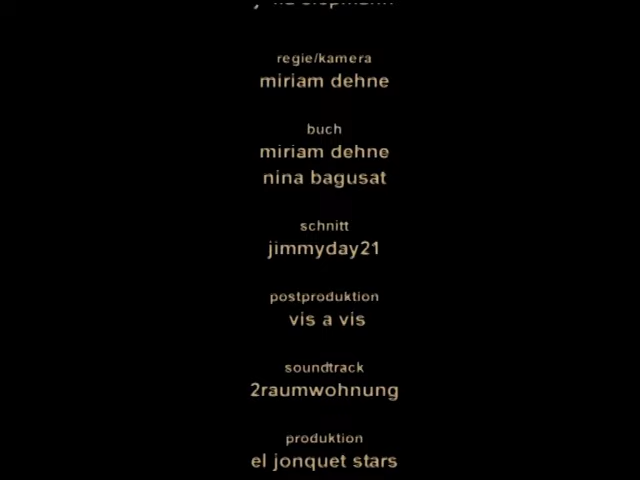 regie/kamera
miriam dehne
buch
miriam dehne
nina bagusat
schnitt
jimmyday21
postproduktion
vis a vis
soundtrack
2raumwohnung
produktion
el jonquet stars